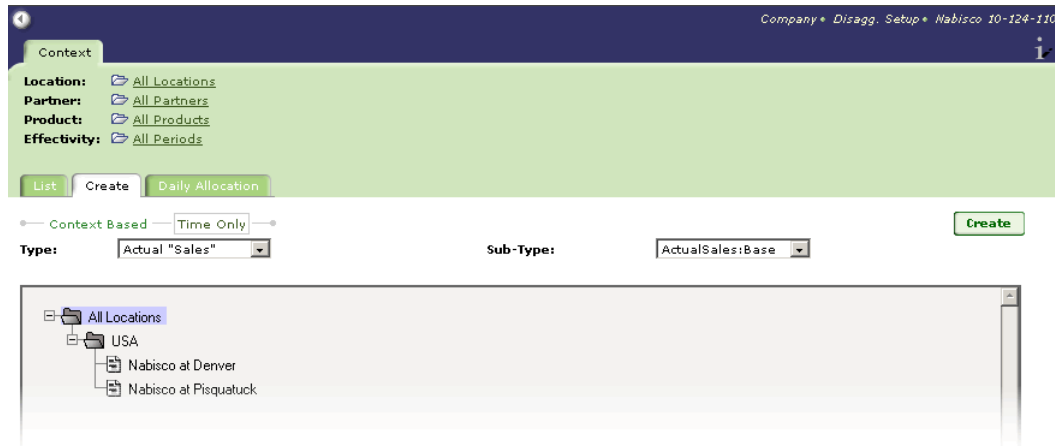 Company • Disagg. Setup • Nabisco 10-124-110
Context
Location: All Locations
Partner: All Partners
Product: All Products
Effectivity: All Periods
List Create Daily Allocation
Context Based Time Only Create
Type: Actual "Sales" Sub-Type: ActualSales:Base
All Locations
USA
Nabisco at Denver
Nabisco at Pisquatuck